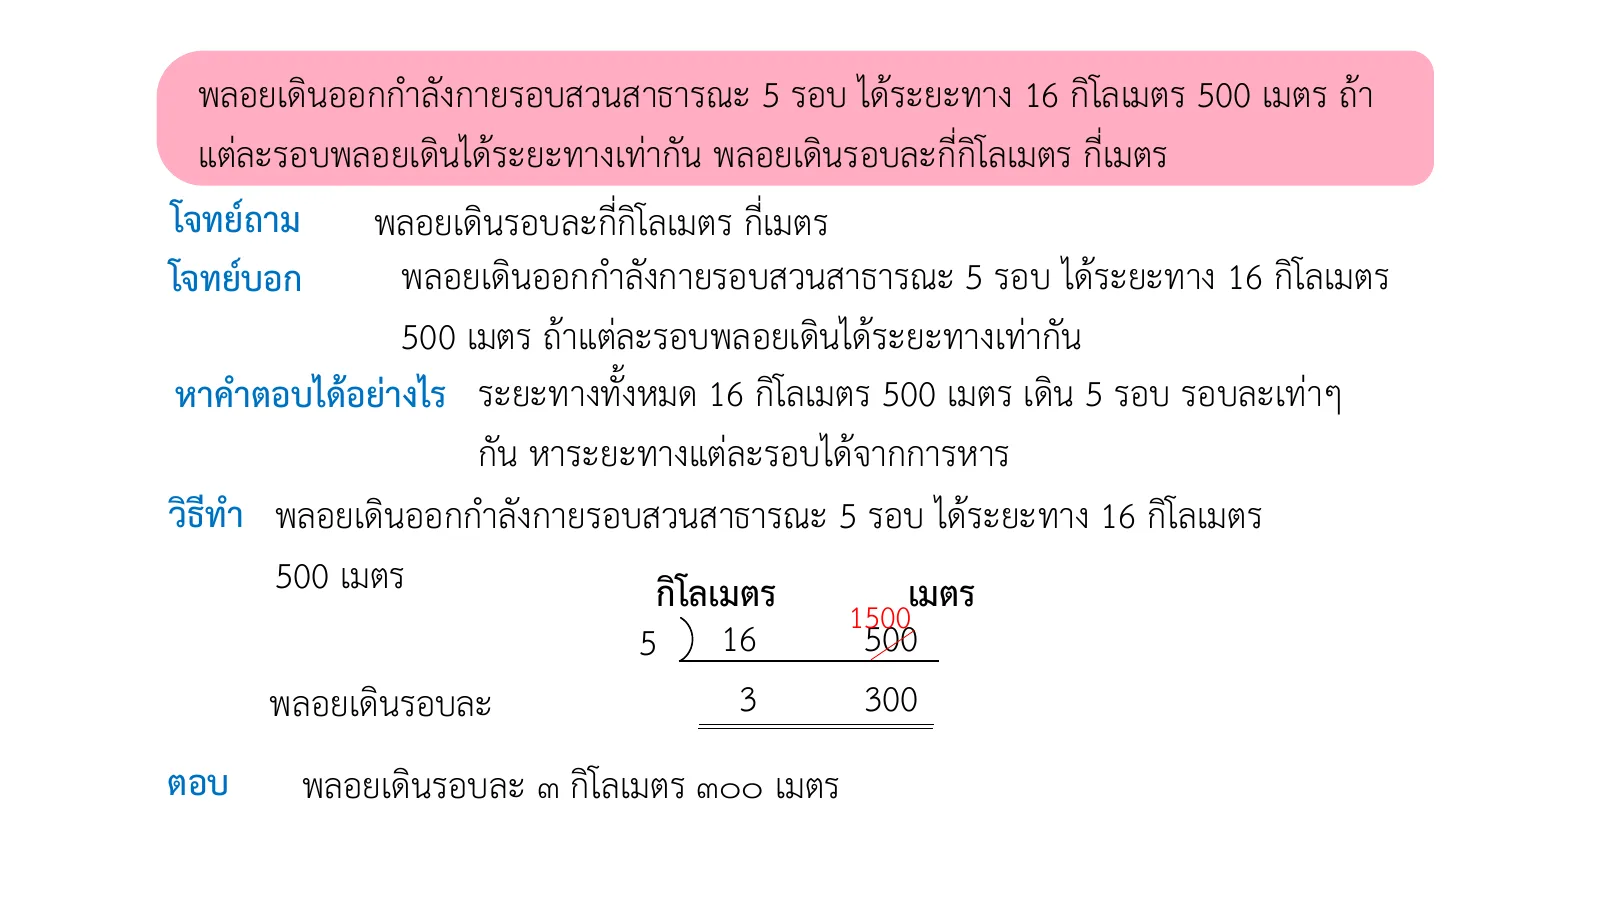 พลอยเดินออกกำลังกายรอบสวนสาธารณะ 5 รอบ ได้ระยะทาง 16 กิโลเมตร 500 เมตร ถ้า
แต่ละรอบพลอยเดินได้ระยะทางเท่ากัน พลอยเดินรอบละกี่กิโลเมตร กี่เมตร
โจทย์ถาม พลอยเดินรอบละกี่กิโลเมตร กี่เมตร
โจทย์บอก พลอยเดินออกกำลังกายรอบสวนสาธารณะ 5 รอบ ได้ระยะทาง 16 กิโลเมตร
500 เมตร ถ้าแต่ละรอบพลอยเดินได้ระยะทางเท่ากัน
หาคำตอบได้อย่างไร ระยะทางทั้งหมด 16 กิโลเมตร 500 เมตร เดิน 5 รอบ รอบละเท่าๆ
กัน หาระยะทางแต่ละรอบได้จากการหาร
วิธีทำ พลอยเดินออกกำลังกายรอบสวนสาธารณะ 5 รอบ ได้ระยะทาง 16 กิโลเมตร
500 เมตร
กิโลเมตร เมตร
1500
5 ) 16 500
พลอยเดินรอบละ 3 300
ตอบ พลอยเดินรอบละ ๓ กิโลเมตร ๓๐๐ เมตร